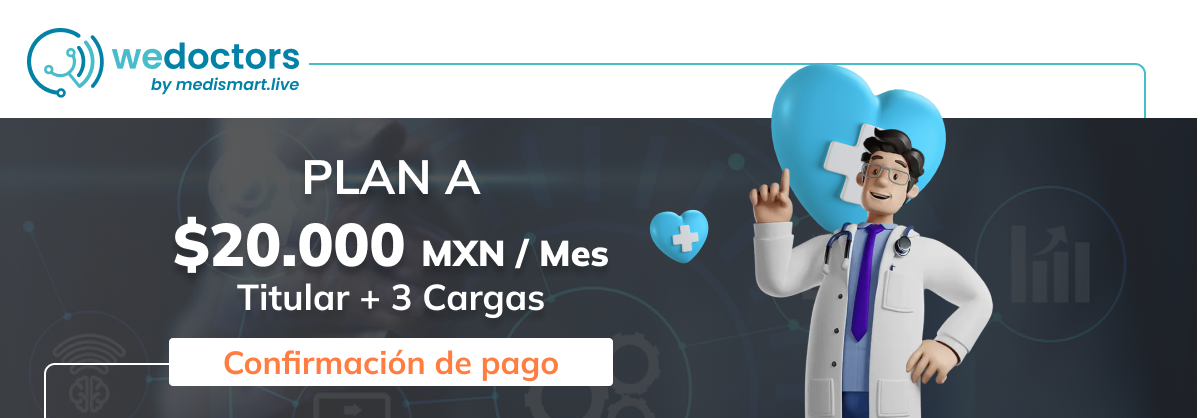 wedoctors
by medismart.live
PLAN A
$20.000 MXN / Mes
Titular + 3 Cargas
Confirmación de pago